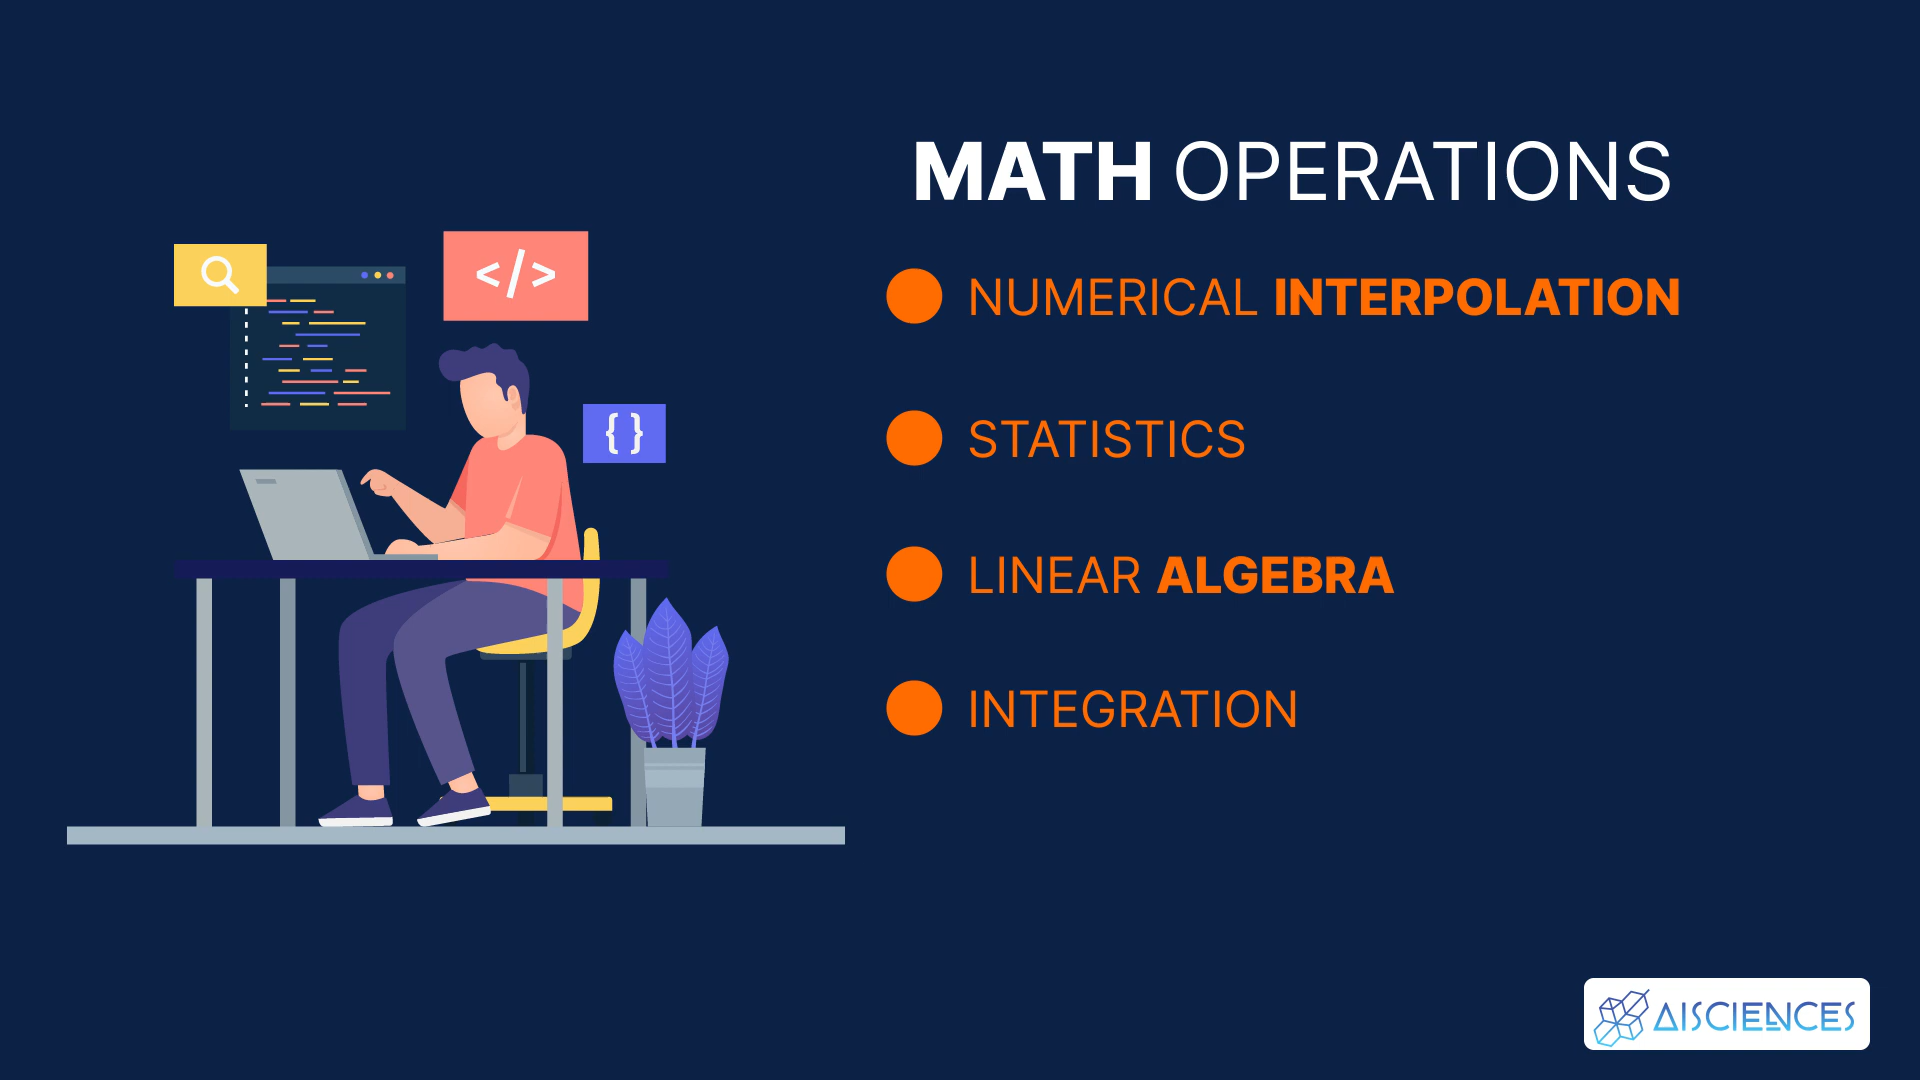 MATH OPERATIONS
NUMERICAL INTERPOLATION
STATISTICS
LINEAR ALGEBRA
INTEGRATION
</>
{ }
AISCIENCES